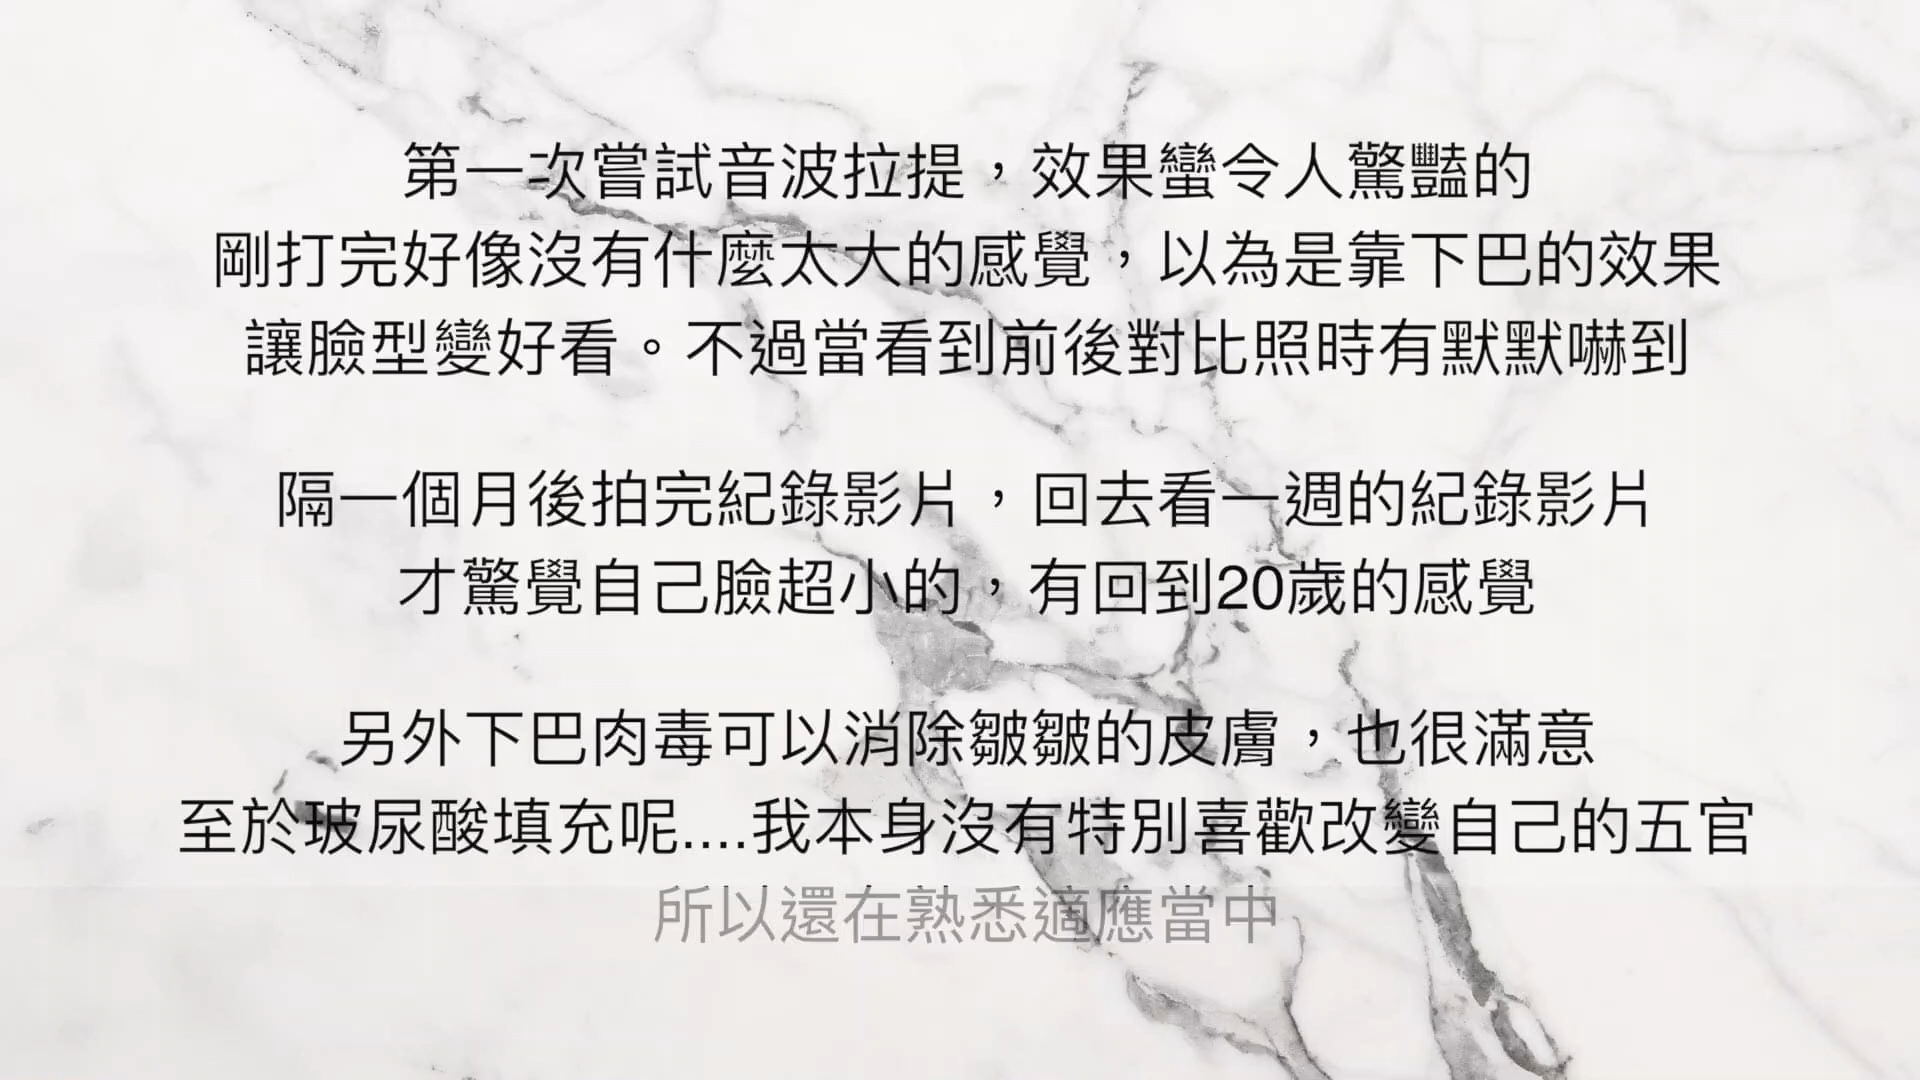 第一次嘗試音波拉提，效果蠻令人驚豔的
剛打完好像沒有什麼太大的感覺，以為是靠下巴的效果
讓臉型變好看。不過當看到前後對比照時有默默嚇到
隔一個月後拍完紀錄影片，回去看一週的紀錄影片
才驚覺自己臉超小的，有回到20歲的感覺
另外下巴肉毒可以消除皺皺的皮膚，也很滿意
至於玻尿酸填充呢....我本身沒有特別喜歡改變自己的五官
所以還在熟悉適應當中